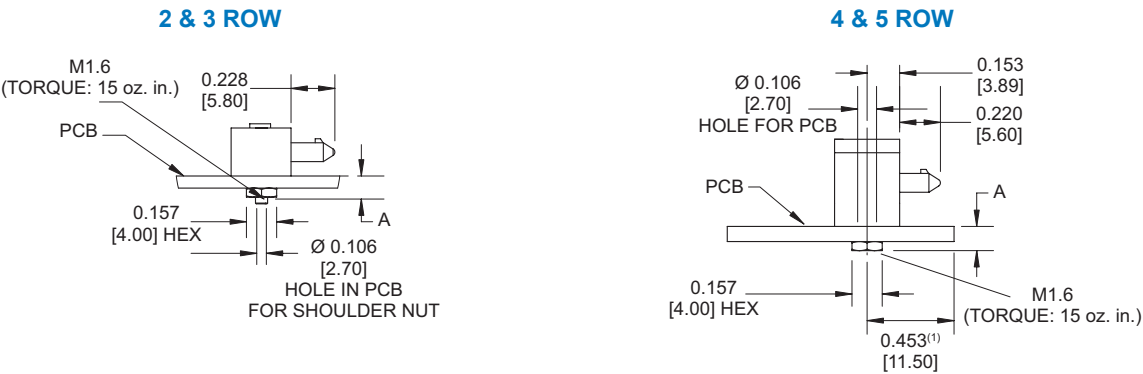 2 & 3 ROW
M1.6
(TORQUE: 15 oz. in.)
0.228
[5.80]
PCB
A
0.157
[4.00] HEX
Ø 0.106
[2.70]
HOLE IN PCB
FOR SHOULDER NUT
4 & 5 ROW
0.153
[3.89]
Ø 0.106
[2.70]
HOLE FOR PCB
0.220
[5.60]
PCB
A
0.157
[4.00] HEX
M1.6
(TORQUE: 15 oz. in.)
0.453(1)
[11.50]